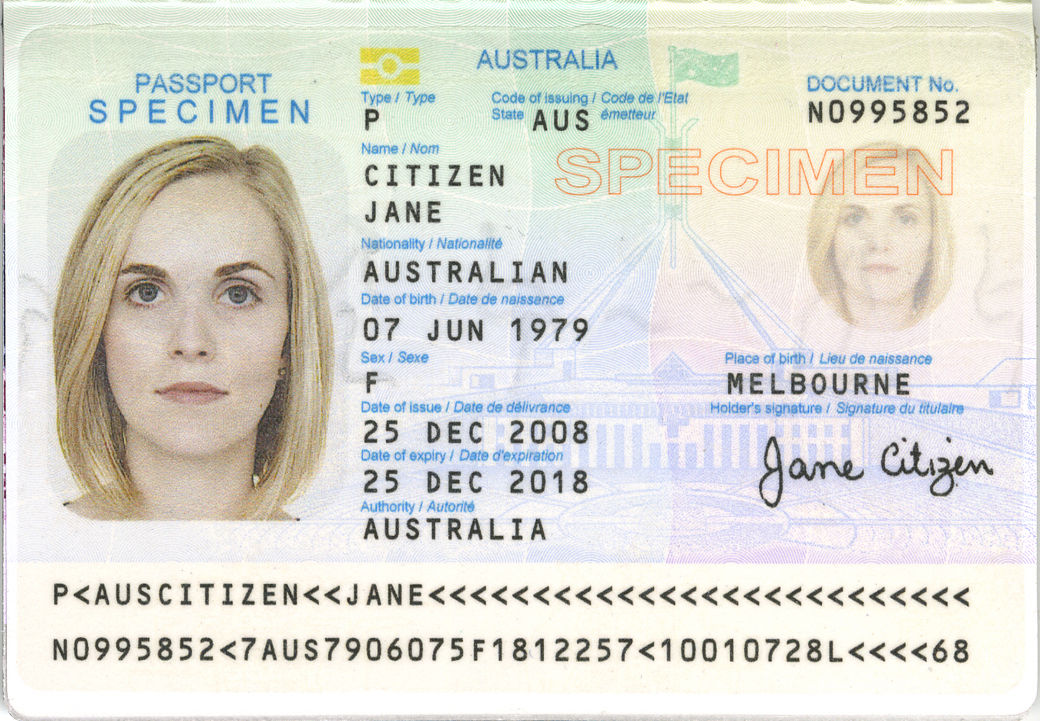 PASSPORT
SPECIMEN
AUSTRALIA
DOCUMENT No.
N0995852
Type / Type
P
Code of issuing / Code de l'Etat
State AUS émetteur
Name / Nom
CITIZEN
JANE
SPECIMEN
Nationality / Nationalité
AUSTRALIAN
Date of birth / Date de naissance
07 JUN 1979
Sex / Sexe
F
Place of birth / Lieu de naissance
MELBOURNE
Date of issue / Date de délivrance
25 DEC 2008
Holder's signature / Signature du titulaire
Jane Citizen
Date of expiry / Date d'expiration
25 DEC 2018
Authority / Autorité
AUSTRALIA
P<AUSCITIZEN<<JANE<<<<<<<<<<<<<<<<<<<<<<<<<<
N0995852<7AUS7906075F1812257<10010728L<<<<68